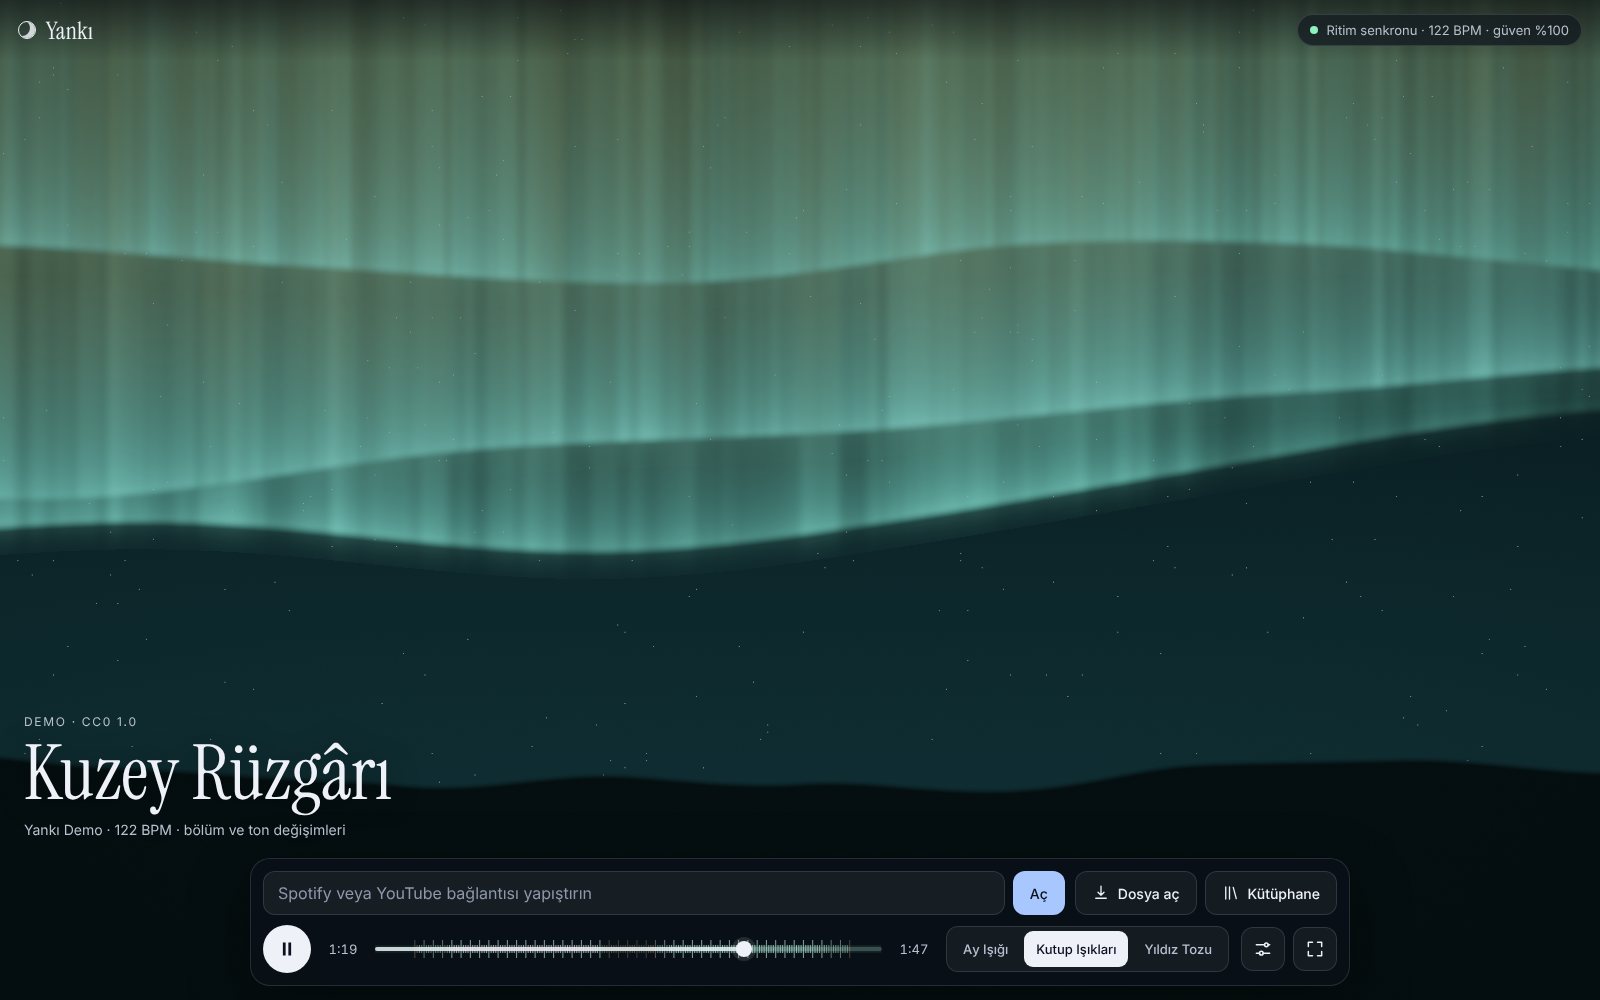 Yankı
Ritim senkronu · 122 BPM · güven %100
DEMO · CC0 1.0
Kuzey Rüzgârı
Yankı Demo · 122 BPM · bölüm ve ton değişimleri
Spotify veya YouTube bağlantısı yapıştırın
Aç
Dosya aç
Kütüphane
1:19
1:47
Ay Işığı
Kutup Işıkları
Yıldız Tozu